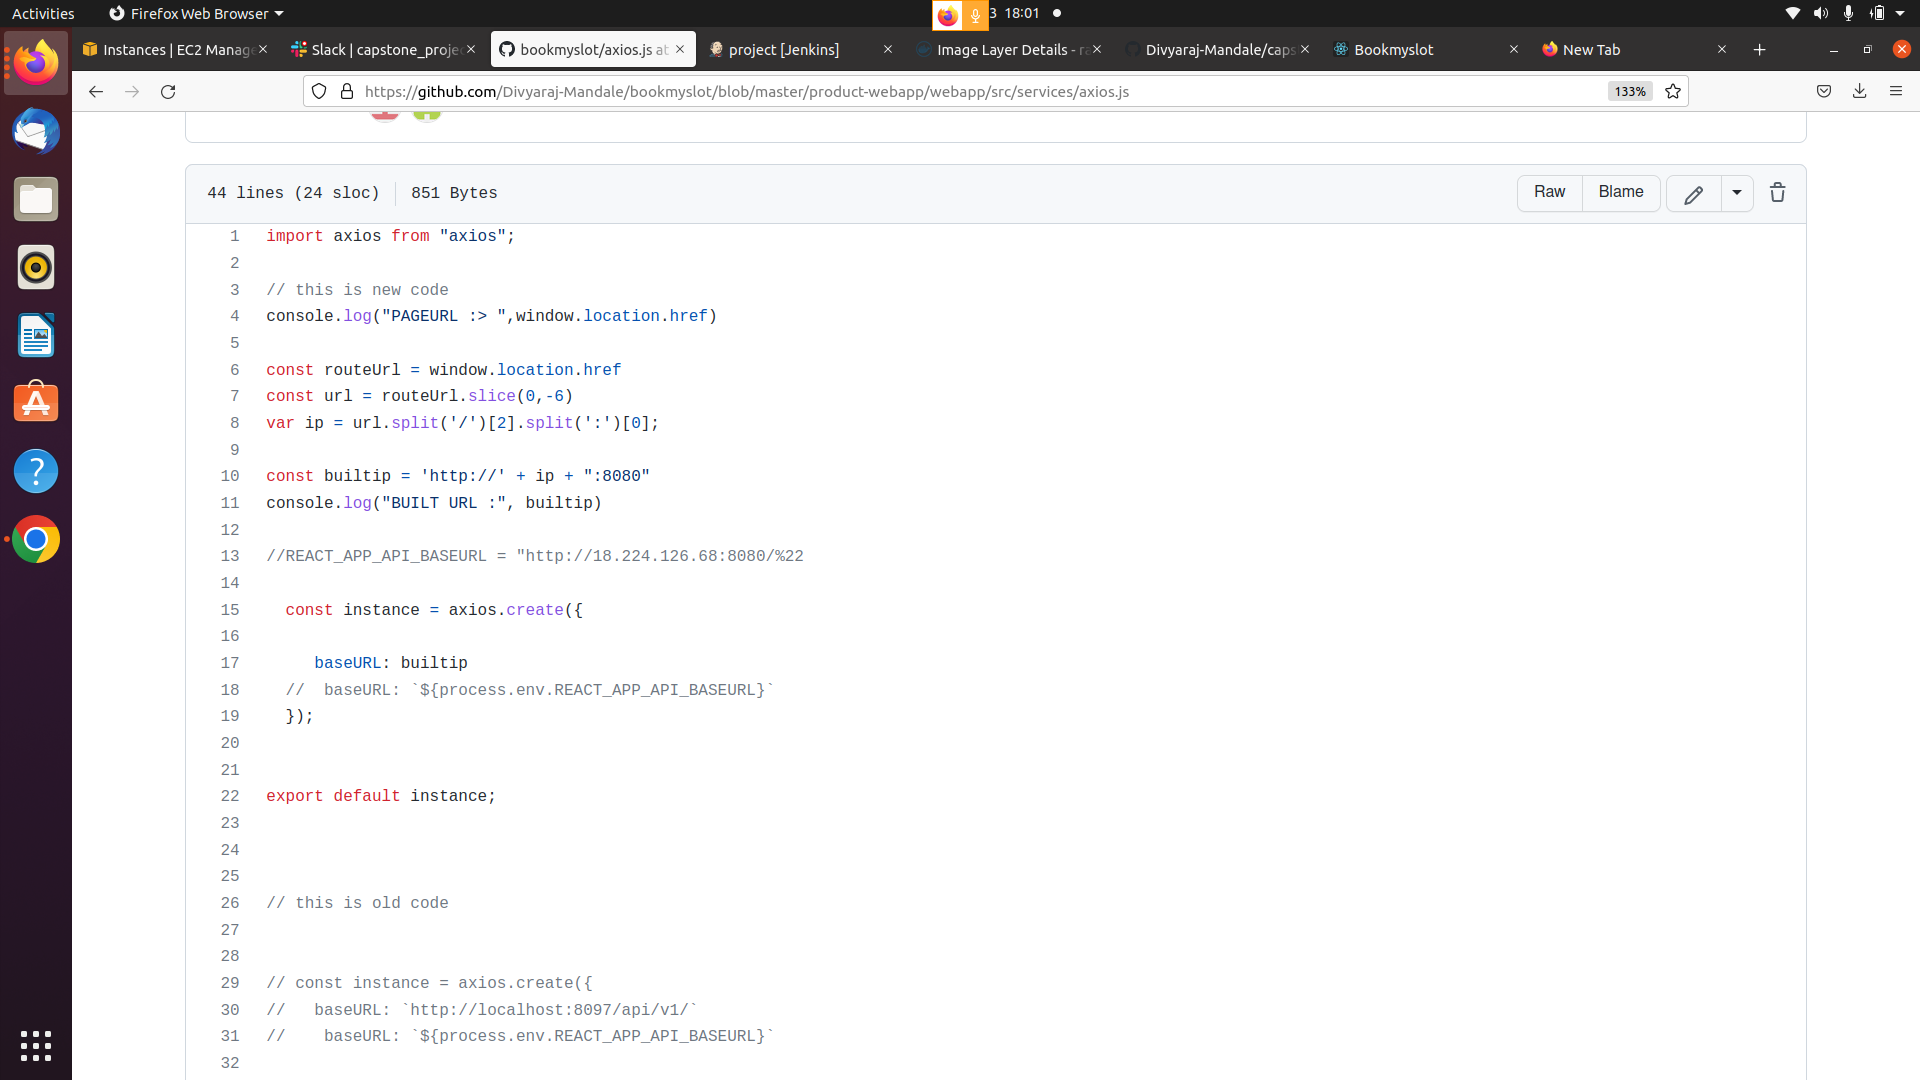 Activities
Firefox Web Browser
3 18:01
Instances | EC2 Manage
Slack | capstone_proje
bookmyslot/axios.js at
project [Jenkins]
Image Layer Details - ra
Divyaraj-Mandale/caps
Bookmyslot
New Tab
https://github.com/Divyaraj-Mandale/bookmyslot/blob/master/product-webapp/webapp/src/services/axios.js
133%
44 lines (24 sloc)
851 Bytes
Raw
Blame
1 import axios from "axios";
2
3 // this is new code
4 console.log("PAGEURL :> ",window.location.href)
5
6 const routeUrl = window.location.href
7 const url = routeUrl.slice(0,-6)
8 var ip = url.split('/')[2].split(':')[0];
9
10 const builtip = 'http://' + ip + ":8080"
11 console.log("BUILT URL :", builtip)
12
13 //REACT_APP_API_BASEURL = "http://18.224.126.68:8080/%22
14
15 const instance = axios.create({
16
17 baseURL: builtip
18 // baseURL: `${process.env.REACT_APP_API_BASEURL}`
19 });
20
21
22 export default instance;
23
24
25
26 // this is old code
27
28
29 // const instance = axios.create({
30 // baseURL: `http://localhost:8097/api/v1/`
31 // baseURL: `${process.env.REACT_APP_API_BASEURL}`
32